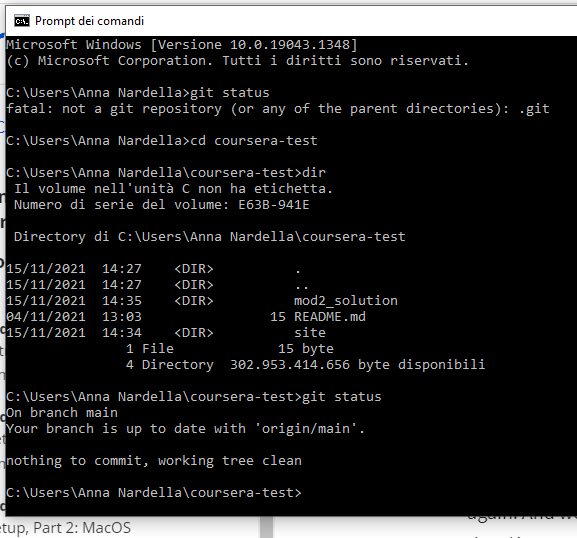 Prompt dei comandi
Microsoft Windows [Versione 10.0.19043.1348]
(c) Microsoft Corporation. Tutti i diritti sono riservati.
C:\Users\Anna Nardella>git status
fatal: not a git repository (or any of the parent directories): .git
C:\Users\Anna Nardella>cd coursera-test
C:\Users\Anna Nardella\coursera-test>dir
 Il volume nell'unità C non ha etichetta.
 Numero di serie del volume: E63B-941E
 Directory di C:\Users\Anna Nardella\coursera-test
15/11/2021  14:27    <DIR>          .
15/11/2021  14:27    <DIR>          ..
15/11/2021  14:35    <DIR>          mod2_solution
04/11/2021  13:03                15 README.md
15/11/2021  14:34    <DIR>          site
               1 File             15 byte
               4 Directory  302.953.414.656 byte disponibili
C:\Users\Anna Nardella\coursera-test>git status
On branch main
Your branch is up to date with 'origin/main'.
nothing to commit, working tree clean
C:\Users\Anna Nardella\coursera-test>
etup, Part 2: MacOS